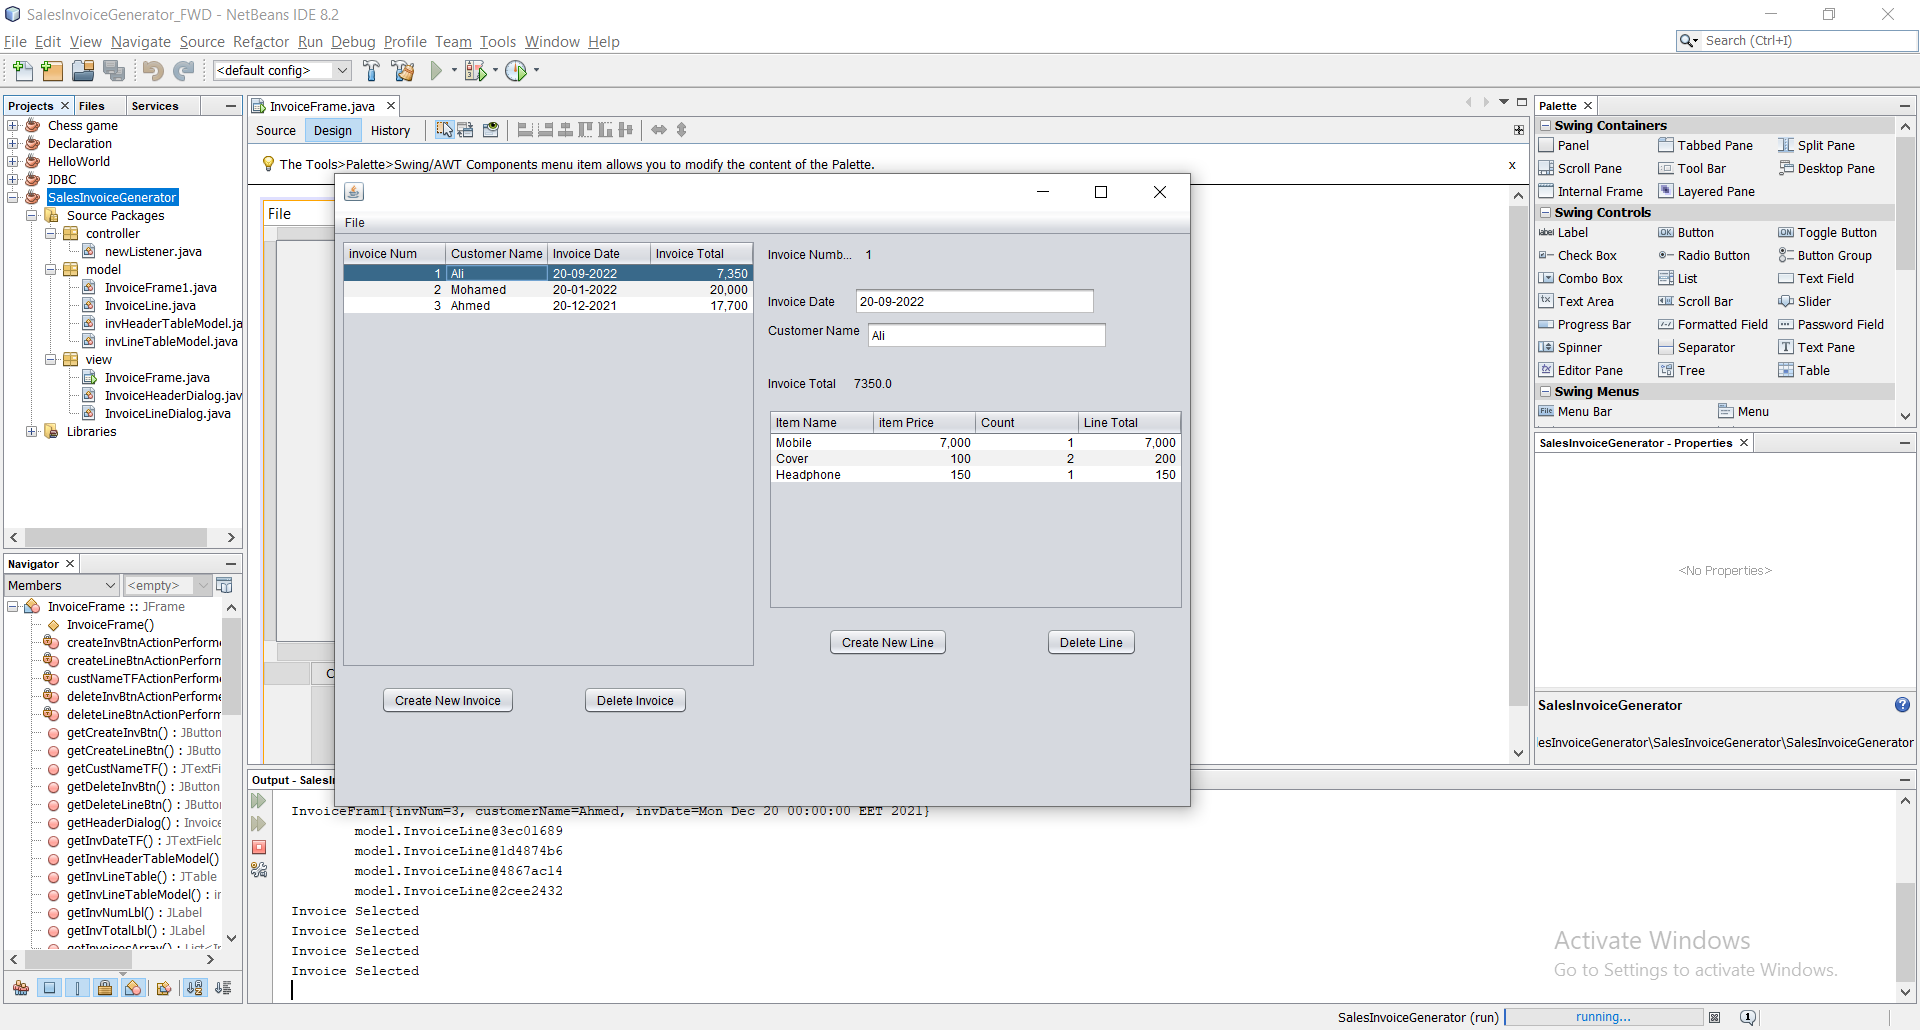 SalesInvoiceGenerator_FWD - NetBeans IDE 8.2
File Edit View Navigate Source Refactor Run Debug Profile Team Tools Window Help
Search (Ctrl+I)
<default config>
Projects Files Services
Chess game
Declaration
HelloWorld
JDBC
SalesInvoiceGenerator
Source Packages
controller
newListener.java
model
InvoiceFrame1.java
InvoiceLine.java
invHeaderTableModel.ja
invLineTableModel.java
view
InvoiceFrame.java
InvoiceHeaderDialog.jav
InvoiceLineDialog.java
Libraries
Navigator
Members <empty>
InvoiceFrame :: JFrame
InvoiceFrame()
createInvBtnActionPerform
createLineBtnActionPerform
custNameTFActionPerform
deleteInvBtnActionPerform
deleteLineBtnActionPerform
getCreateInvBtn() : JButton
getCreateLineBtn() : JButto
getCustNameTF() : JTextFi
getDeleteInvBtn() : JButton
getDeleteLineBtn() : JButto
getHeaderDialog() : Invoice
getInvDateTF() : JTextField
getInvHeaderTableModel()
getInvLineTable() : JTable
getInvLineTableModel() : in
getInvNumLbl() : JLabel
getInvTotalLbl() : JLabel
getInvoicesArray() : List<In
InvoiceFrame.java
Source Design History
The Tools>Palette>Swing/AWT Components menu item allows you to modify the content of the Palette.
x
File
File
invoice Num Customer Name Invoice Date Invoice Total
1 Ali 20-09-2022 7,350
2 Mohamed 20-01-2022 20,000
3 Ahmed 20-12-2021 17,700
Create New Invoice Delete Invoice
Invoice Numb... 1
Invoice Date 20-09-2022
Customer Name Ali
Invoice Total 7350.0
Item Name item Price Count Line Total
Mobile 7,000 1 7,000
Cover 100 2 200
Headphone 150 1 150
Create New Line Delete Line
C
Output - SalesI
InvoiceFram1{invNum=3, customerName=Ahmed, invDate=Mon Dec 20 00:00:00 EET 2021}
model.InvoiceLine@3ec01689
model.InvoiceLine@1d4874b6
model.InvoiceLine@4867ac14
model.InvoiceLine@2cee2432
Invoice Selected
Invoice Selected
Invoice Selected
Invoice Selected
Palette
Swing Containers
Panel Tabbed Pane Split Pane
Scroll Pane Tool Bar Desktop Pane
Internal Frame Layered Pane
Swing Controls
Label Button Toggle Button
Check Box Radio Button Button Group
Combo Box List Text Field
Text Area Scroll Bar Slider
Progress Bar Formatted Field Password Field
Spinner Separator Text Pane
Editor Pane Tree Table
Swing Menus
Menu Bar Menu
SalesInvoiceGenerator - Properties
<No Properties>
SalesInvoiceGenerator
esInvoiceGenerator\SalesInvoiceGenerator\SalesInvoiceGenerator
Activate Windows
Go to Settings to activate Windows.
SalesInvoiceGenerator (run) running...